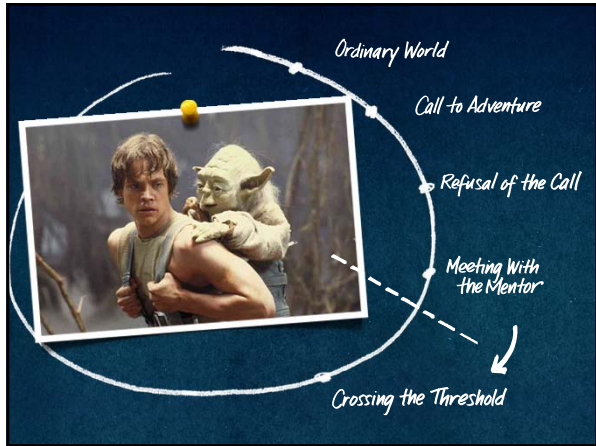 Ordinary World
Call to Adventure
Refusal of the Call
Meeting With
the Mentor
Crossing the Threshold